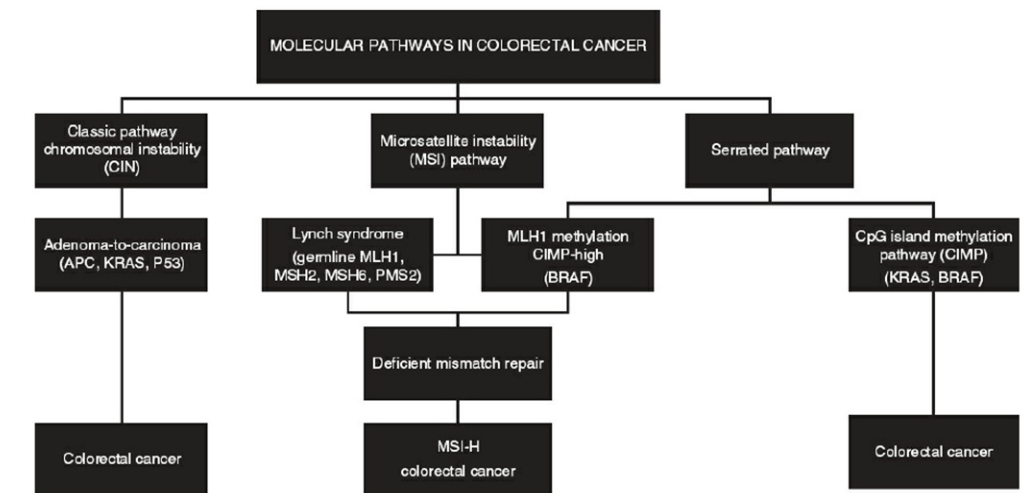 MOLECULAR PATHWAYS IN COLORECTAL CANCER
Classic pathway
chromosomal instability
(CIN)
Microsatellite instability
(MSI) pathway
Serrated pathway
Adenoma-to-carcinoma
(APC, KRAS, P53)
Lynch syndrome
(germline MLH1,
MSH2, MSH6, PMS2)
MLH1 methylation
CIMP-high
(BRAF)
CpG island methylation
pathway (CIMP)
(KRAS, BRAF)
Deficient mismatch repair
Colorectal cancer
MSI-H
colorectal cancer
Colorectal cancer